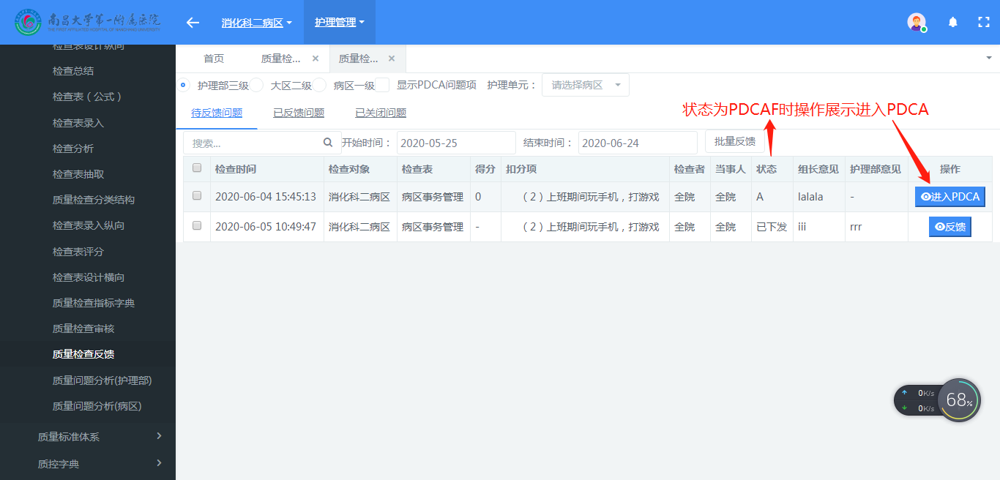 南昌大学第一附属医院
THE FIRST AFFILIATED HOSPITAL OF NANCHANG UNIVERSITY
消化科二病区
护理管理
检查表设计纵向
检查总结
检查表（公式）
检查表录入
检查分析
检查表抽取
质量检查分类结构
检查表录入纵向
检查表评分
检查表设计横向
质量检查指标字典
质量检查审核
质量检查反馈
质量问题分析(护理部)
质量问题分析(病区)
质量标准体系
质控字典
首页 质量检... × 质量检... ×
护理部三级 大区二级 病区一级 显示PDCA问题项 护理单元： 请选择病区
待反馈问题 已反馈问题 已关闭问题
状态为PDCAF时操作展示进入PDCA
搜索... 开始时间： 2020-05-25 结束时间： 2020-06-24 批量反馈
检查时间 检查对象 检查表 得分 扣分项 检查者 当事人 状态 组长意见 护理部意见 操作
2020-06-04 15:45:13 消化科二病区 病区事务管理 0 （2）上班期间玩手机，打游戏 全院 全院 A lalala - 进入PDCA
2020-06-05 10:49:47 消化科二病区 病区事务管理 - （2）上班期间玩手机，打游戏 全院 全院 已下发 iii rrr 反馈
0K/s
0K/s
68%